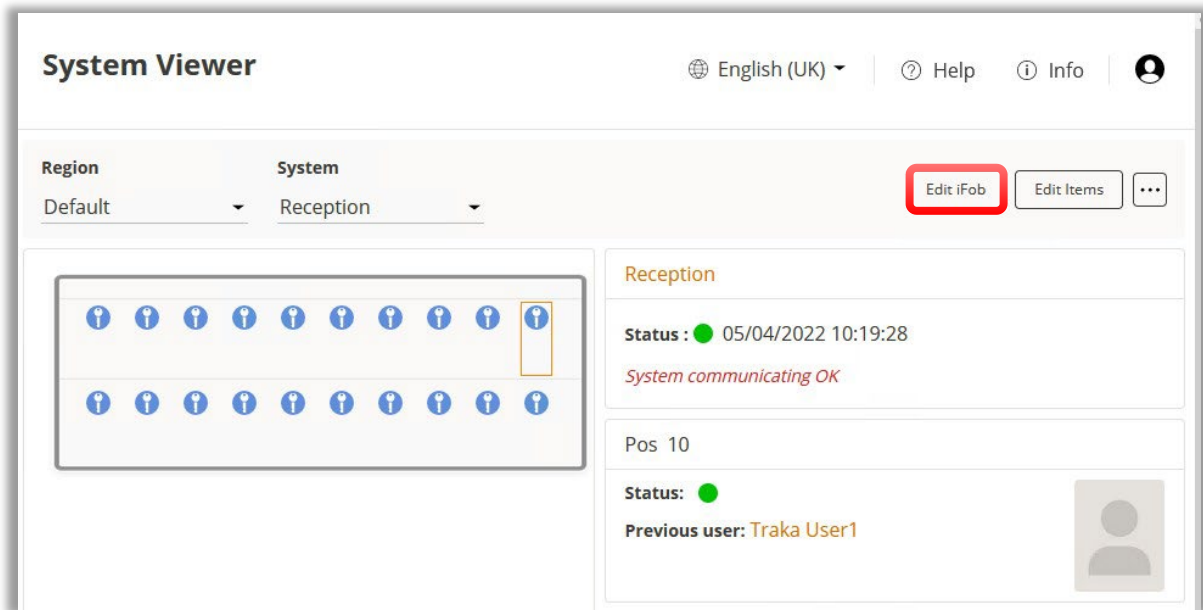 System Viewer
English (UK)
Help
Info
Region
System
Default
Reception
Edit iFob
Edit Items
...
Reception
Status : 05/04/2022 10:19:28
System communicating OK
Pos 10
Status:
Previous user: Traka User1